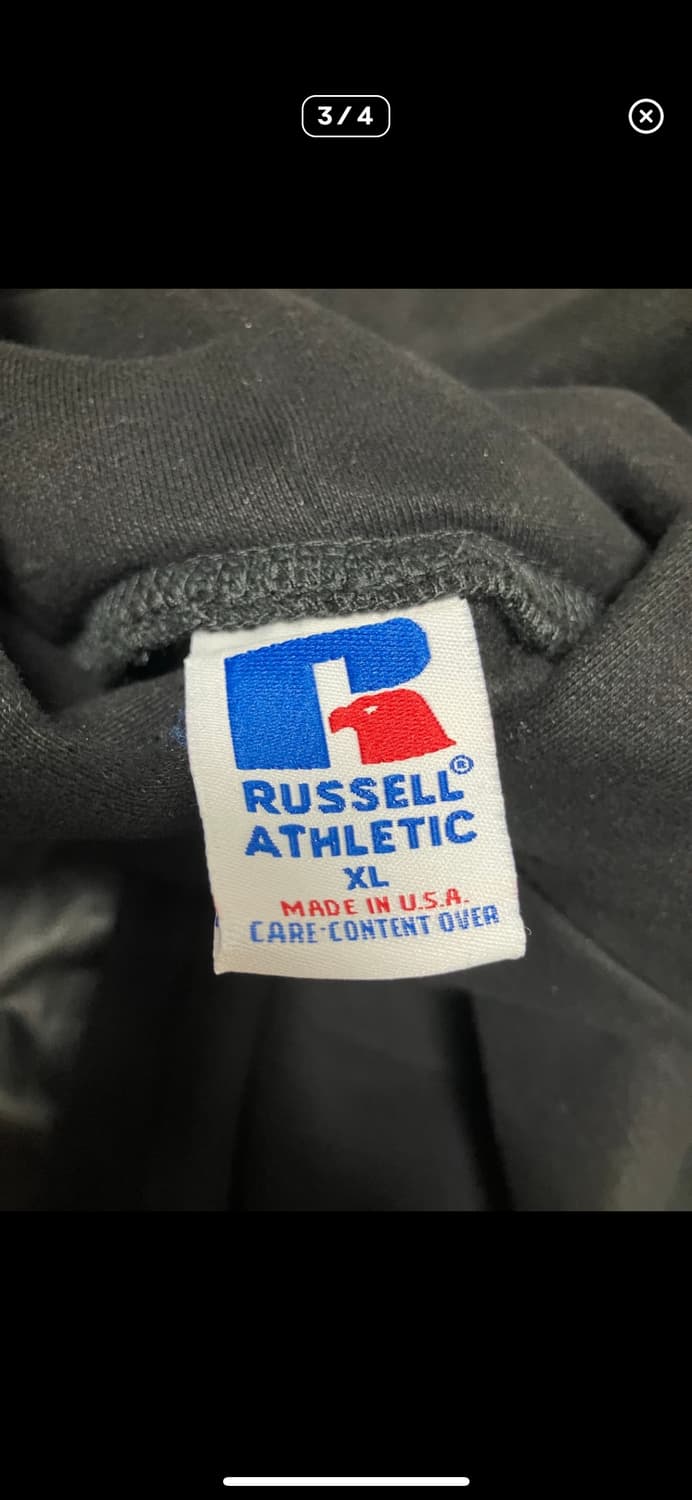 3/4
RUSSELL®
ATHLETIC
XL
MADE IN U.S.A.
CARE-CONTENT OVER